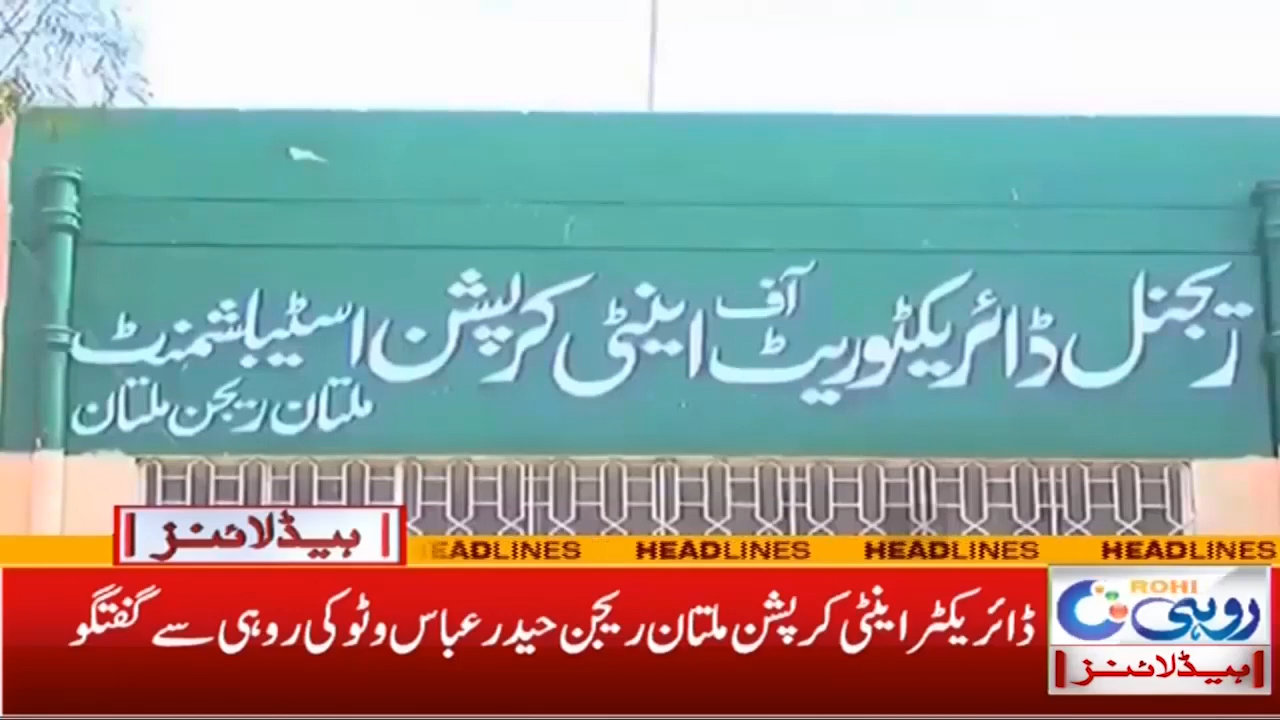 ریجنل ڈائریکٹوریٹ آف اینٹی کرپشن اسٹیبلشمنٹ
ملتان ریجن ملتان
ہیڈلائنز
HEADLINES HEADLINES HEADLINES HEADLINES
ڈائریکٹر اینٹی کرپشن ملتان ریجن حیدر عباس وٹو کی روہی سے گفتگو
ROHI
روہی
ہیڈلائنز